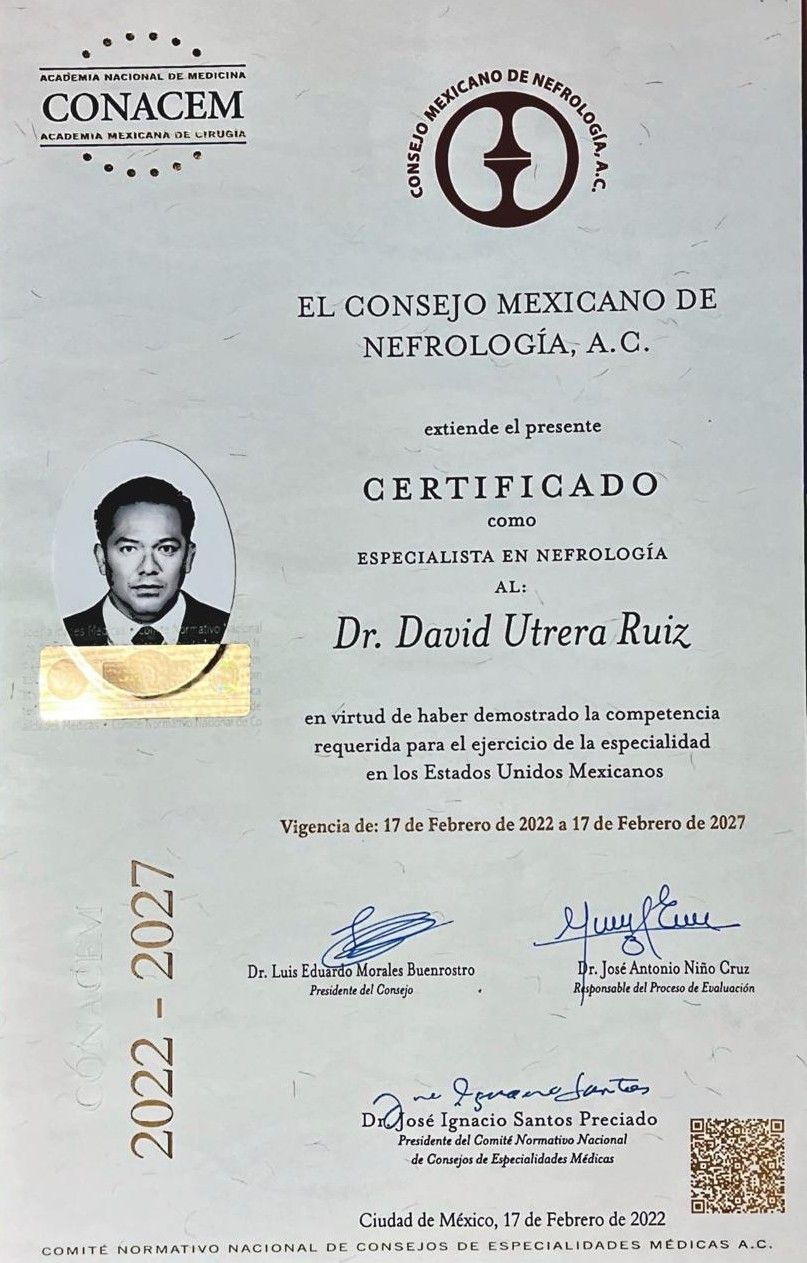 ACADEMIA NACIONAL DE MEDICINA
CONACEM
ACADEMIA MEXICANA DE CIRUGIA
CONSEJO MEXICANO DE NEFROLOGÍA, A.C.
EL CONSEJO MEXICANO DE
NEFROLOGÍA, A.C.
extiende el presente
CERTIFICADO
como
ESPECIALISTA EN NEFROLOGÍA
AL:
Dr. David Utrera Ruiz
en virtud de haber demostrado la competencia
requerida para el ejercicio de la especialidad
en los Estados Unidos Mexicanos
Vigencia de: 17 de Febrero de 2022 a 17 de Febrero de 2027
CONACEM
2022 - 2027
Dr. Luis Eduardo Morales Buenrostro
Presidente del Consejo
Dr. José Antonio Niño Cruz
Responsable del Proceso de Evaluación
Jose Ignacio Santos
Dr. José Ignacio Santos Preciado
Presidente del Comité Normativo Nacional
de Consejos de Especialidades Médicas
Ciudad de México, 17 de Febrero de 2022
COMITÉ NORMATIVO NACIONAL DE CONSEJOS DE ESPECIALIDADES MÉDICAS A.C.